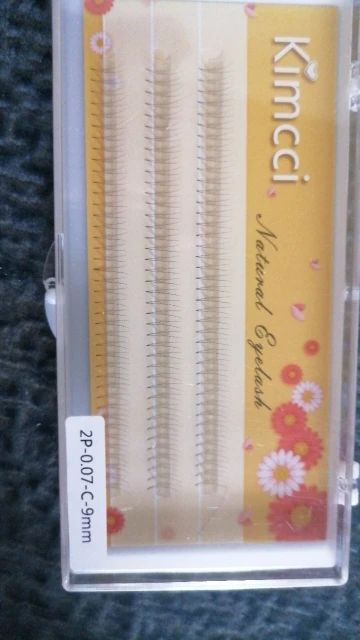 Kimcci
Natural Eyelash
2P-0.07-C-9mm